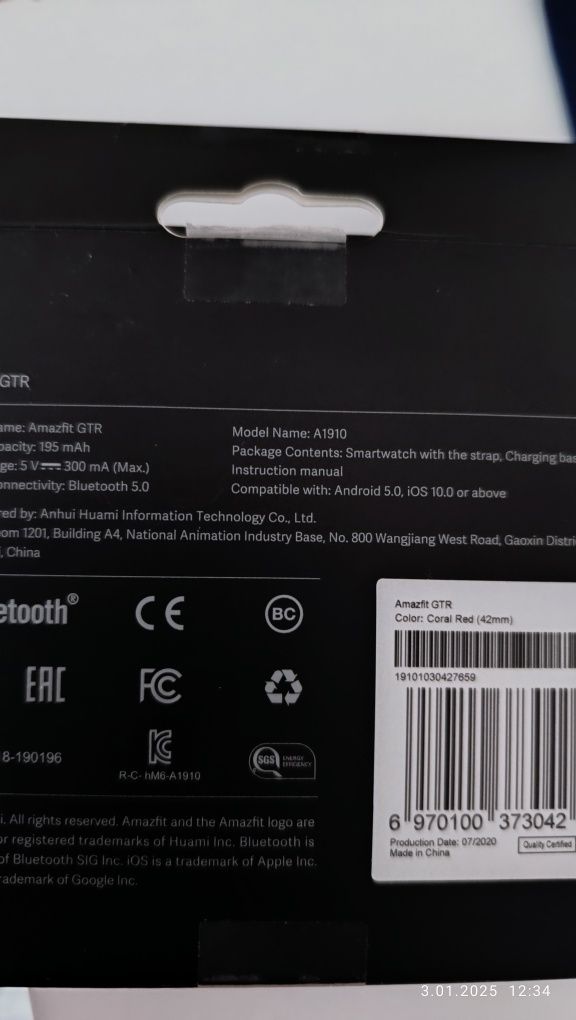 GTR
ame: Amazfit GTR
pacity: 195 mAh
ge: 5 V⎓300 mA (Max.)
onnectivity: Bluetooth 5.0
Model Name: A1910
Package Contents: Smartwatch with the strap, Charging bas
Instruction manual
Compatible with: Android 5.0, iOS 10.0 or above
red by: Anhui Huami Information Technology Co., Ltd.
om 1201, Building A4, National Animation Industry Base, No. 800 Wangjiang West Road, Gaoxin Distri
, China
etooth®
CE
BC
EAC
FC
8-190196
R-C- hM6-A1910
SGS ENERGY
EFFICIENCY
i. All rights reserved. Amazfit and the Amazfit logo are
or registered trademarks of Huami Inc. Bluetooth is
of Bluetooth SIG Inc. iOS is a trademark of Apple Inc.
rademark of Google Inc.
Amazfit GTR
Color: Coral Red (42mm)
19101030427659
6 970100 373042
Production Date: 07/2020
Made in China
Quality Certified
3.01.2025 12:34